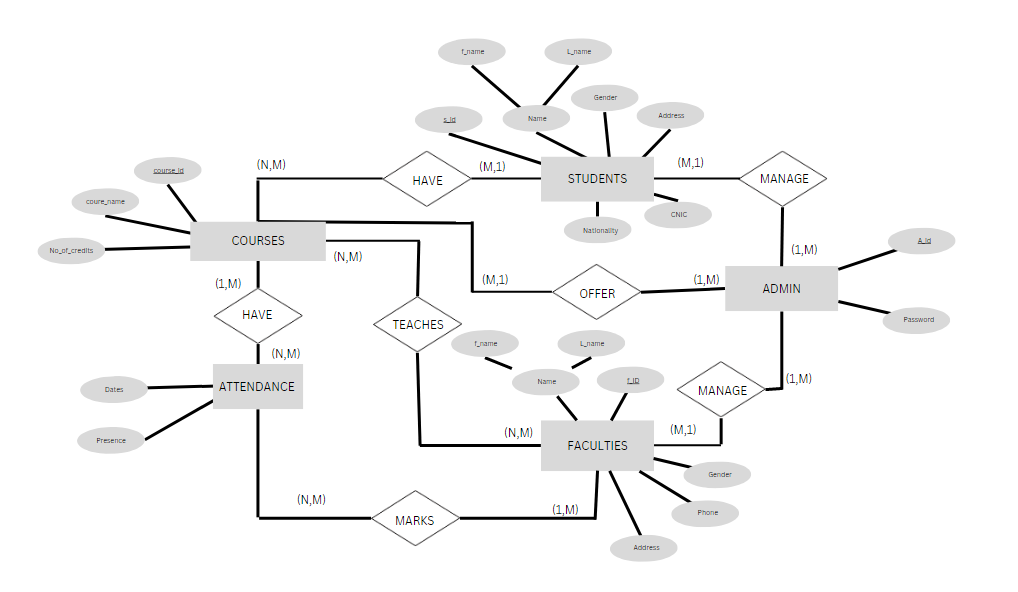 f_name
L_name
Gender
s_id
Name
Address
(N,M)
HAVE
(M,1)
STUDENTS
(M,1)
MANAGE
course_id
coure_name
No_of_credits
COURSES
(N,M)
CNIC
Nationality
(1,M)
A_id
(1,M)
HAVE
(M,1)
OFFER
(1,M)
ADMIN
Password
TEACHES
f_name
L_name
(N,M)
ATTENDANCE
Dates
Presence
Name
f_ID
MANAGE
(1,M)
(N,M)
FACULTIES
(M,1)
Gender
Phone
Address
(N,M)
MARKS
(1,M)